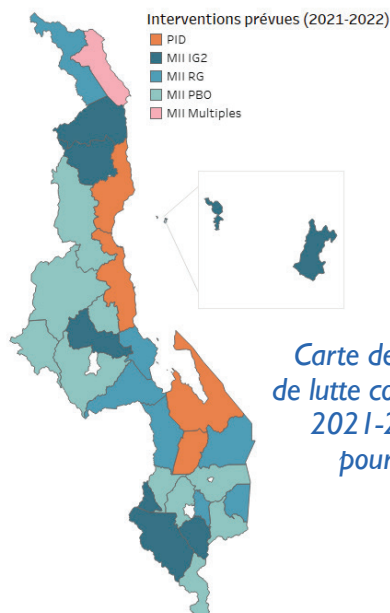 Interventions prévues (2021-2022)
PID
MII IG2
MII RG
MII PBO
MII Multiples
Carte de
de lutte co
2021-2
pour